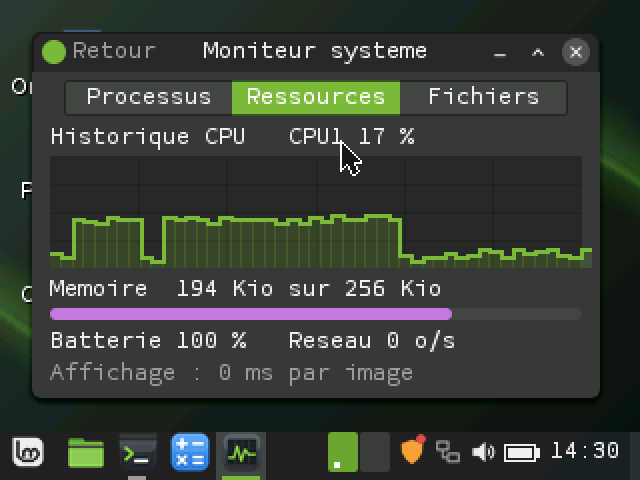 Retour Moniteur systeme
Processus Ressources Fichiers
Historique CPU CPU1 17 %
Memoire 194 Kio sur 256 Kio
Batterie 100 % Reseau 0 o/s
Affichage : 0 ms par image
14:30